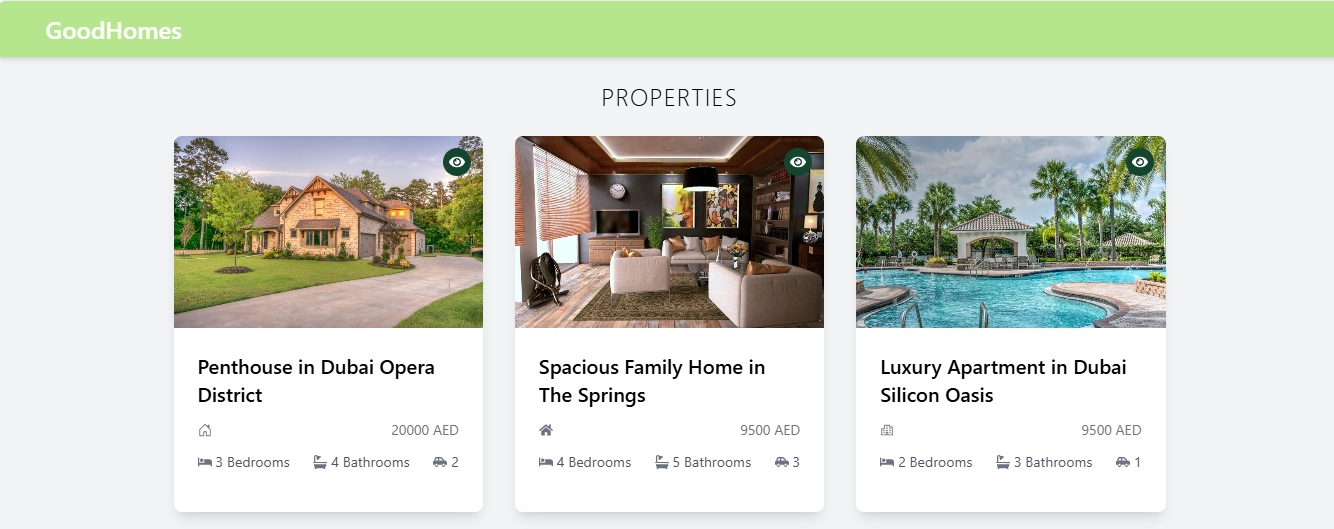 GoodHomes
PROPERTIES
Penthouse in Dubai Opera
District
20000 AED
3 Bedrooms 4 Bathrooms 2
Spacious Family Home in
The Springs
9500 AED
4 Bedrooms 5 Bathrooms 3
Luxury Apartment in Dubai
Silicon Oasis
9500 AED
2 Bedrooms 3 Bathrooms 1